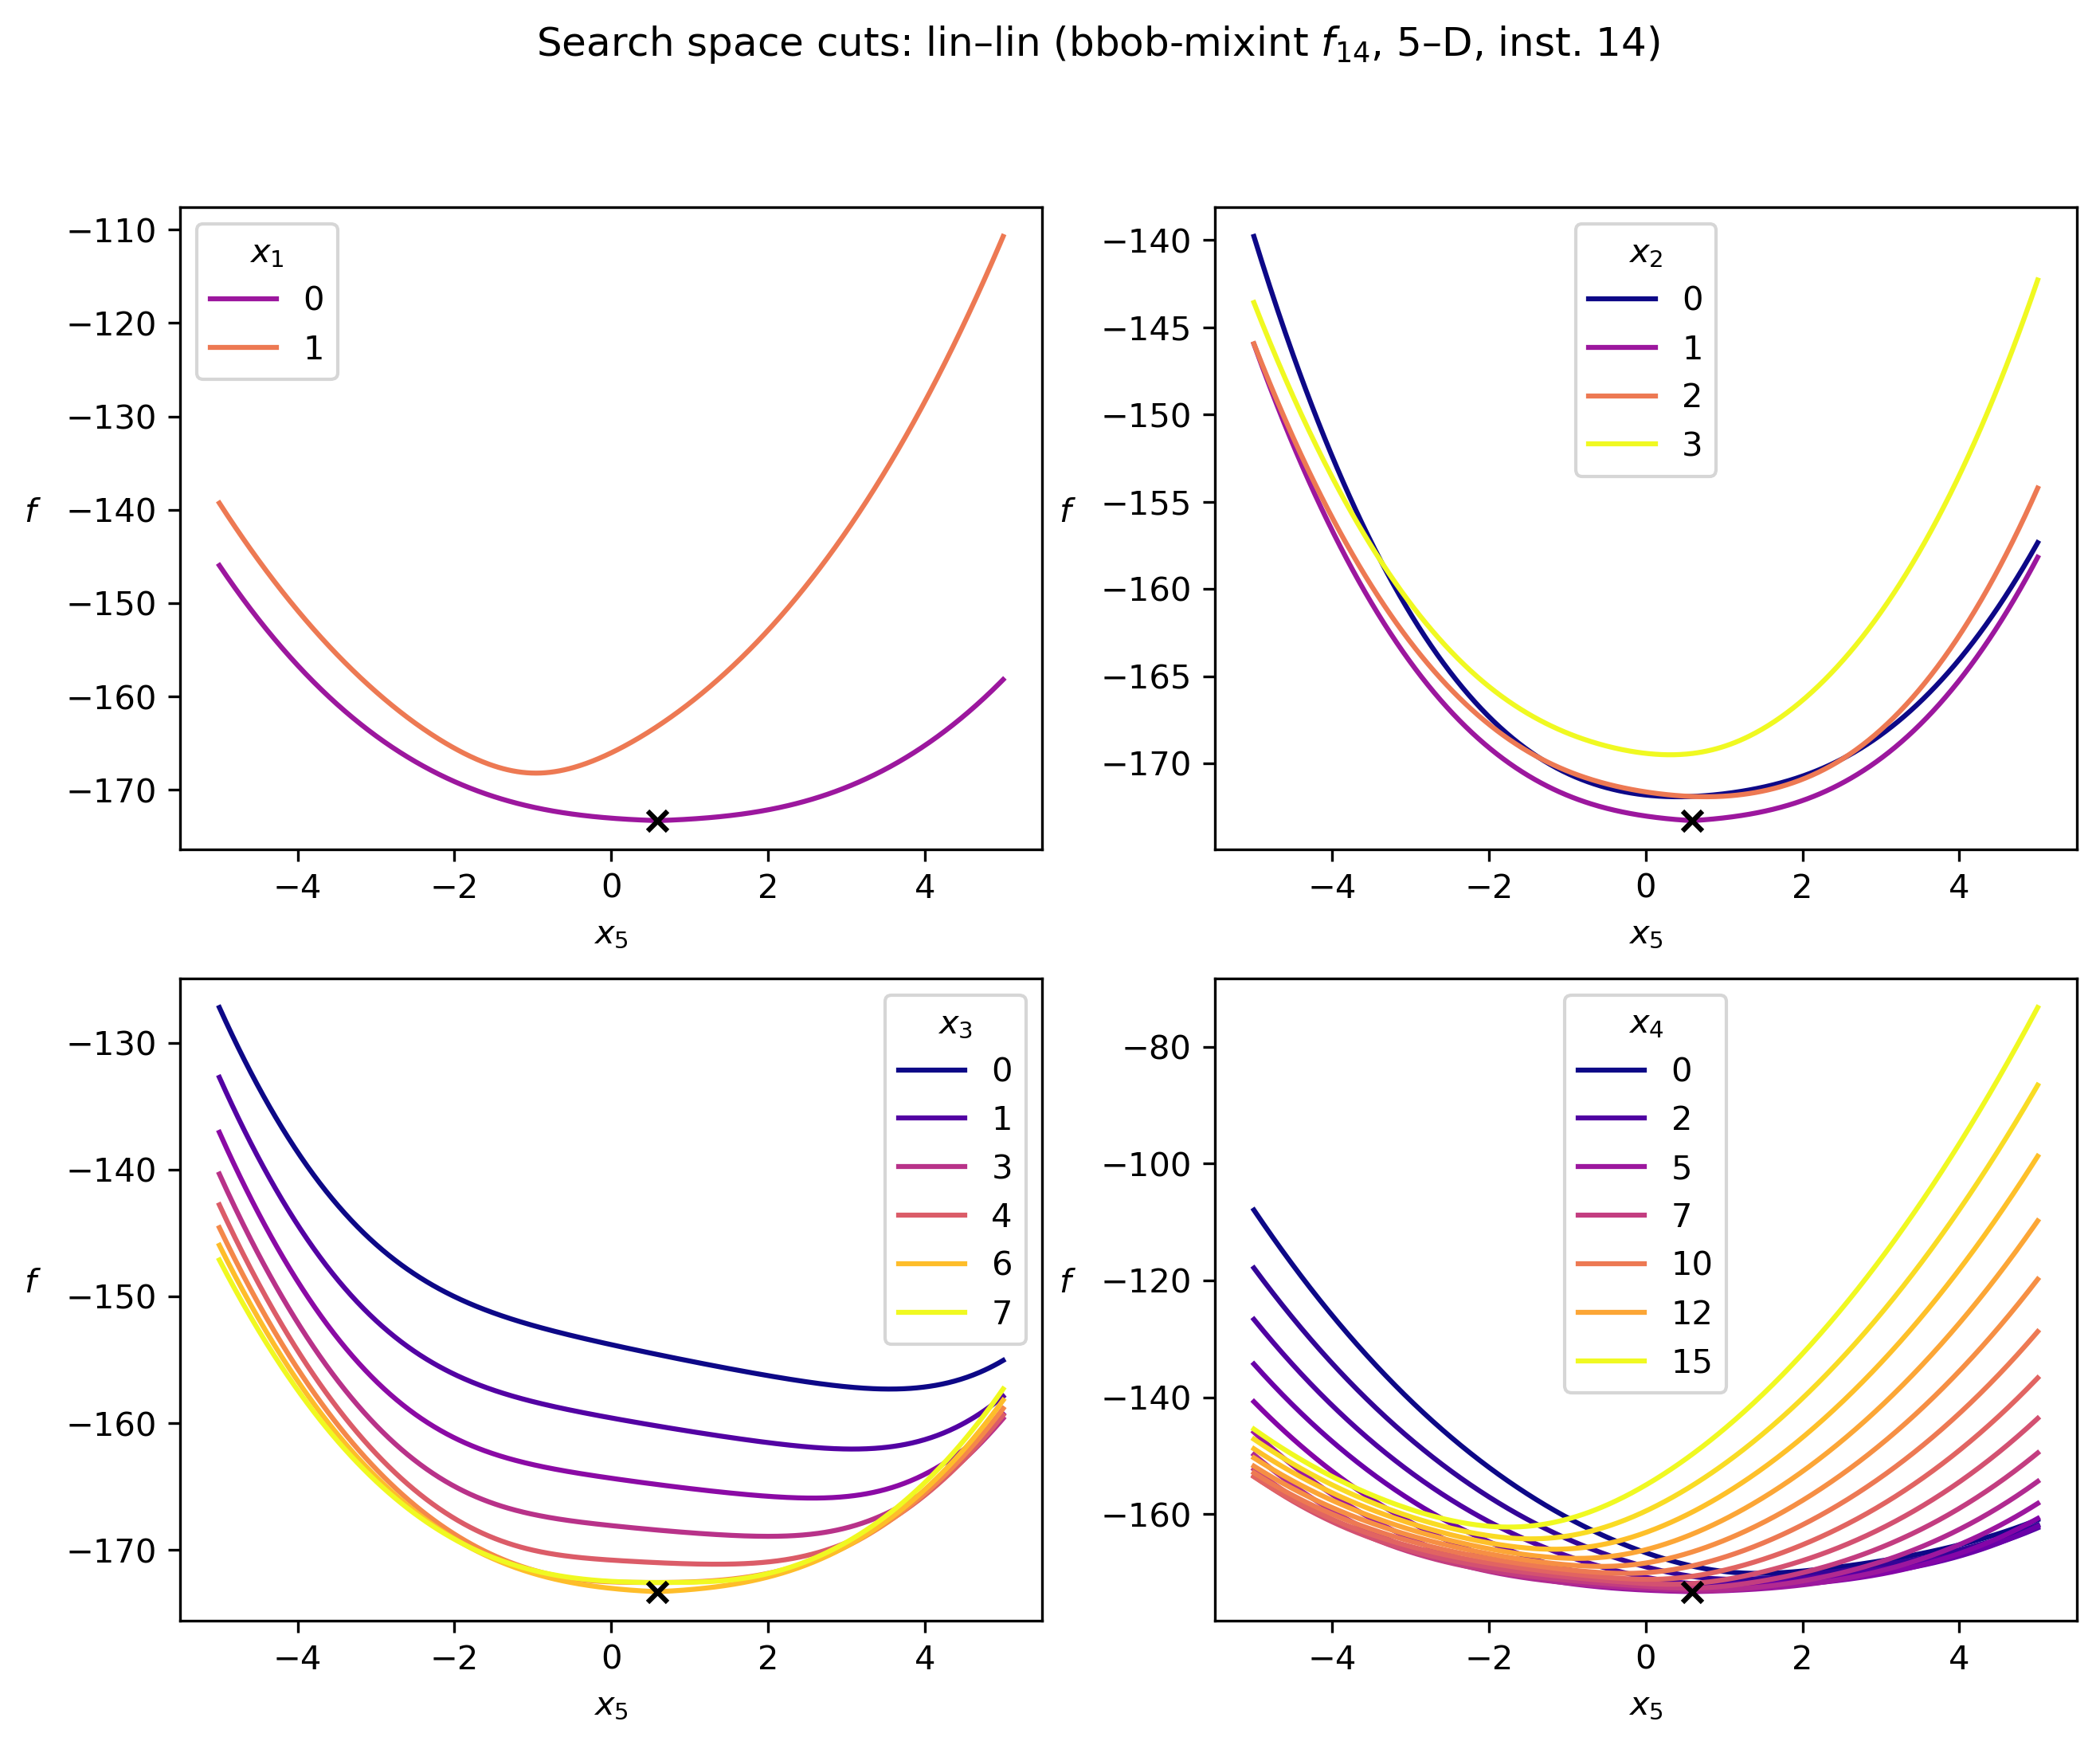 Search space cuts: lin–lin (bbob-mixint f₁₄, 5–D, inst. 14)
x₁
0
1
−110
−120
−130
−140
−150
−160
−170
f
−4 −2 0 2 4
x₅
x₂
0
1
2
3
−140
−145
−150
−155
−160
−165
−170
f
−4 −2 0 2 4
x₅
x₃
0
1
3
4
6
7
−130
−140
−150
−160
−170
f
−4 −2 0 2 4
x₅
x₄
0
2
5
7
10
12
15
−80
−100
−120
−140
−160
f
−4 −2 0 2 4
x₅